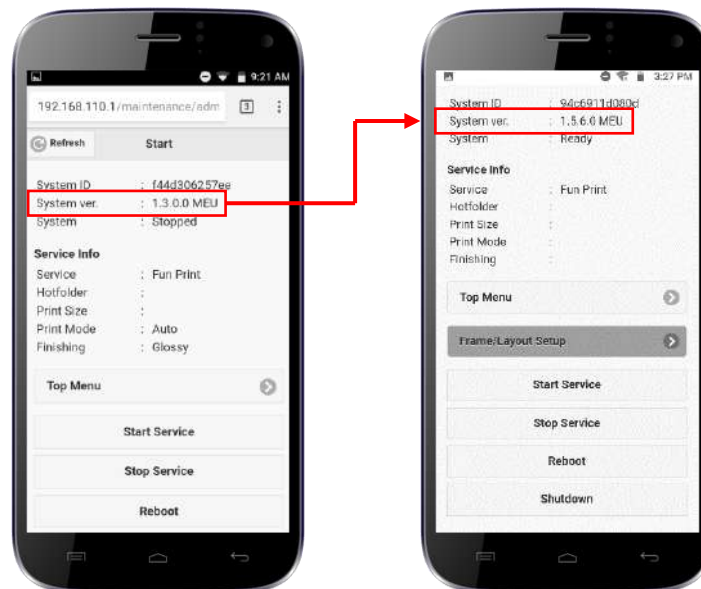 9:21 AM
192.168.110.1/maintenance/adm 3
Refresh Start
System ID : f44d306257ee
System ver. : 1.3.0.0 MEU
System : Stopped
Service Info
Service : Fun Print
Hotfolder :
Print Size :
Print Mode : Auto
Finishing : Glossy
Top Menu
Start Service
Stop Service
Reboot
3:27 PM
System ID : 94c6911d080d
System ver. : 1.5.6.0 MEU
System : Ready
Service Info
Service : Fun Print
Hotfolder :
Print Size :
Print Mode :
Finishing :
Top Menu
Frame/Layout Setup
Start Service
Stop Service
Reboot
Shutdown